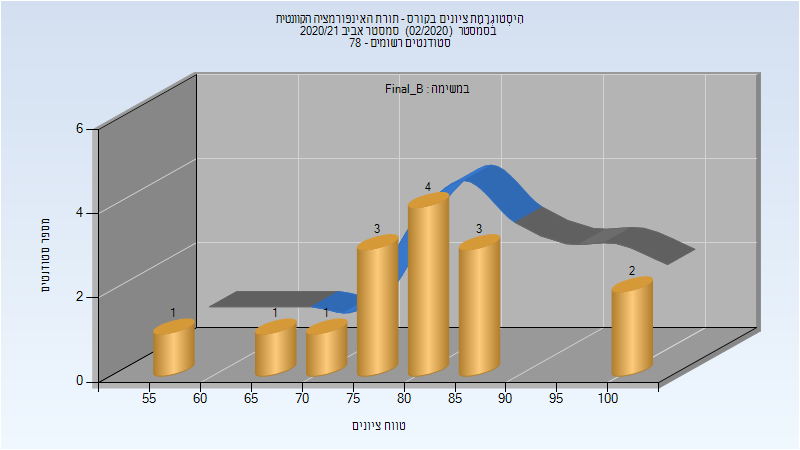 הִיסְטוֹגְרָמַת ציונים בקורס - תורת האינפורמציה הקוונטית
בסמסטר (02/2020) סמסטר אביב 2020/21
סטודנטים רשומים - 78
במשימה : Final_B
מספר סטודנטים
6
4
2
0
1
1
1
3
4
3
2
55 60 65 70 75 80 85 90 95 100
טווח ציונים